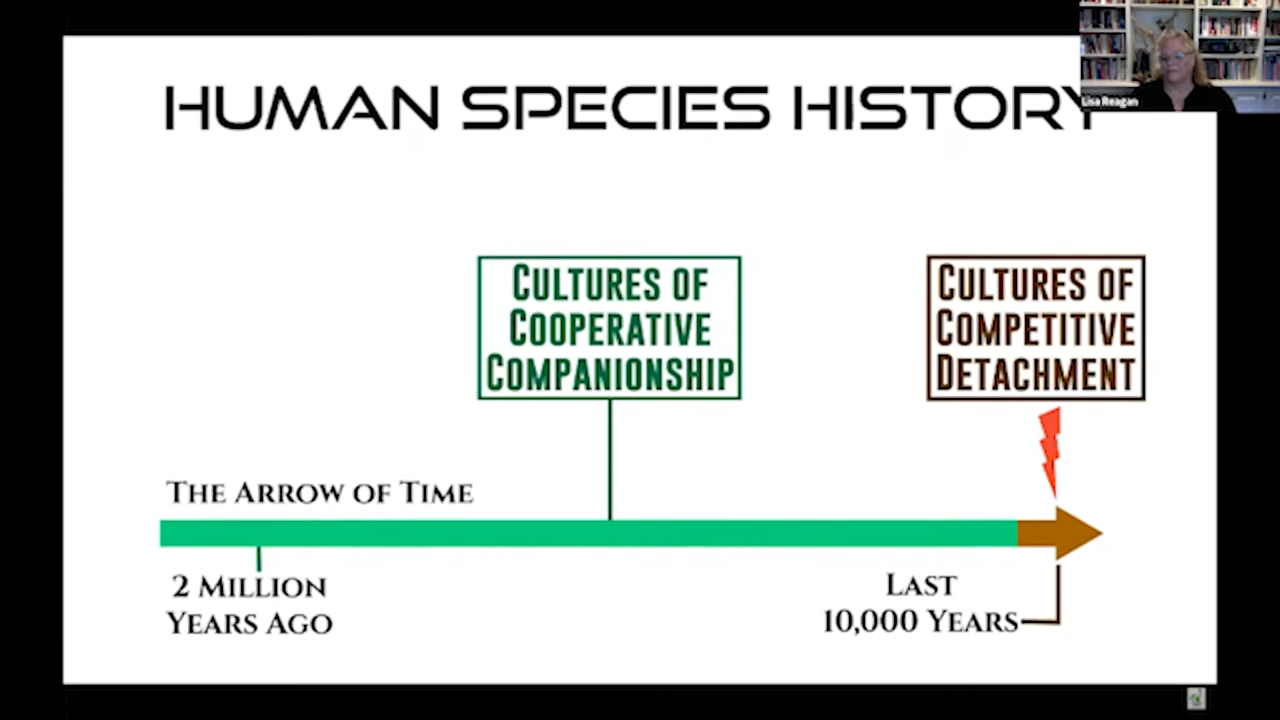 HUMAN SPECIES HISTORY
Lisa Reagan
CULTURES OF
COOPERATIVE
COMPANIONSHIP
CULTURES OF
COMPETITIVE
DETACHMENT
THE ARROW OF TIME
2 MILLION
YEARS AGO
LAST
10,000 YEARS